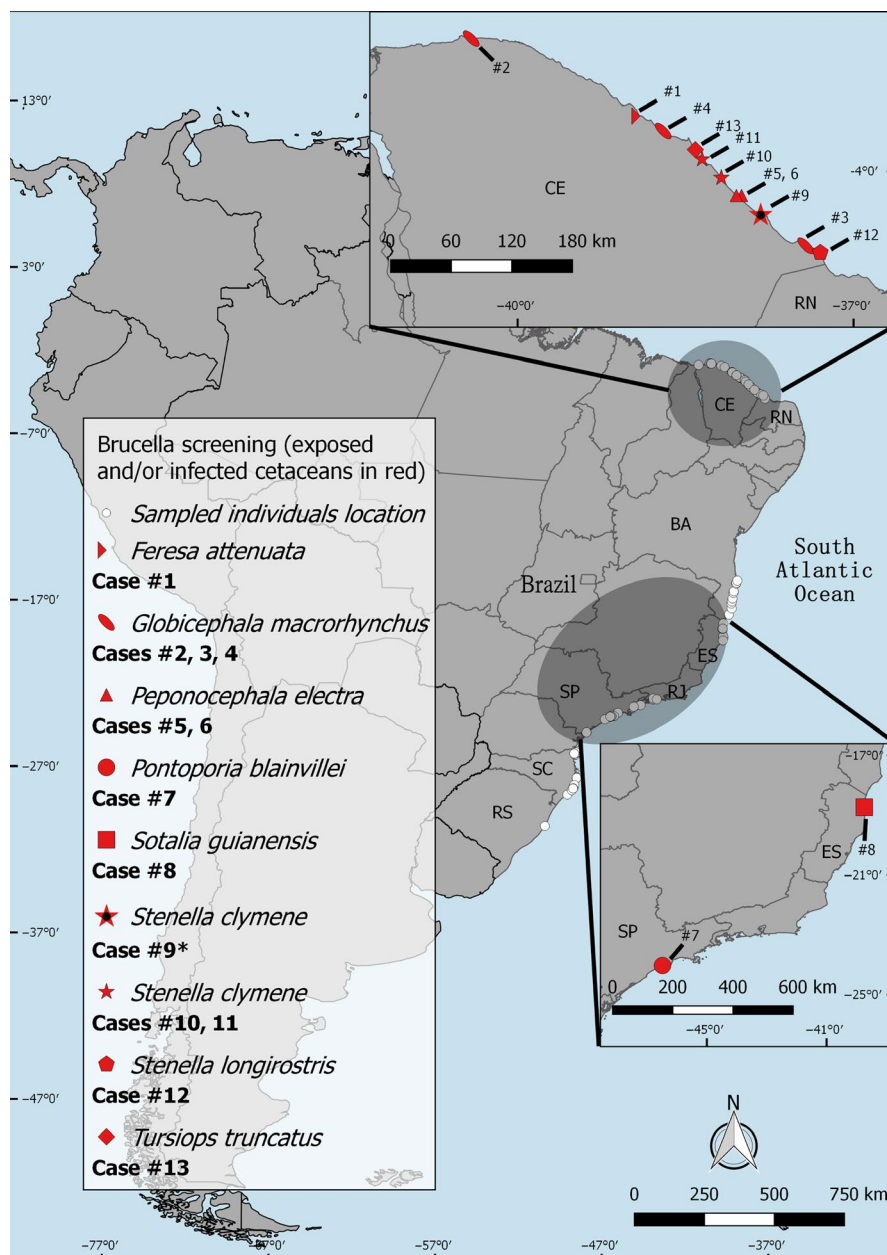 #2
#1
#4
#13
#11
#10
#5, 6
#9
#3
#12
CE
RN
0
60 120 180 km
−40°0′
−37°0′
−4°0′
13°0′
3°0′
−7°0′
−17°0′
−27°0′
−37°0′
−47°0′
CE
RN
BA
Brazil
ES
SP
RJ
SC
RS
South
Atlantic
Ocean
Brucella screening (exposed
and/or infected cetaceans in red)
Sampled individuals location
Feresa attenuata
Case #1
Globicephala macrorhynchus
Cases #2, 3, 4
Peponocephala electra
Cases #5, 6
Pontoporia blainvillei
Case #7
Sotalia guianensis
Case #8
Stenella clymene
Case #9*
Stenella clymene
Cases #10, 11
Stenella longirostris
Case #12
Tursiops truncatus
Case #13
−17°0′
#8
ES
−21°0′
SP
#7
0 200 400 600 km
−25°0′
−45°0′ −41°0′
N
0 250 500 750 km
−77°0′ −67°0′ −57°0′ −47°0′ −37°0′